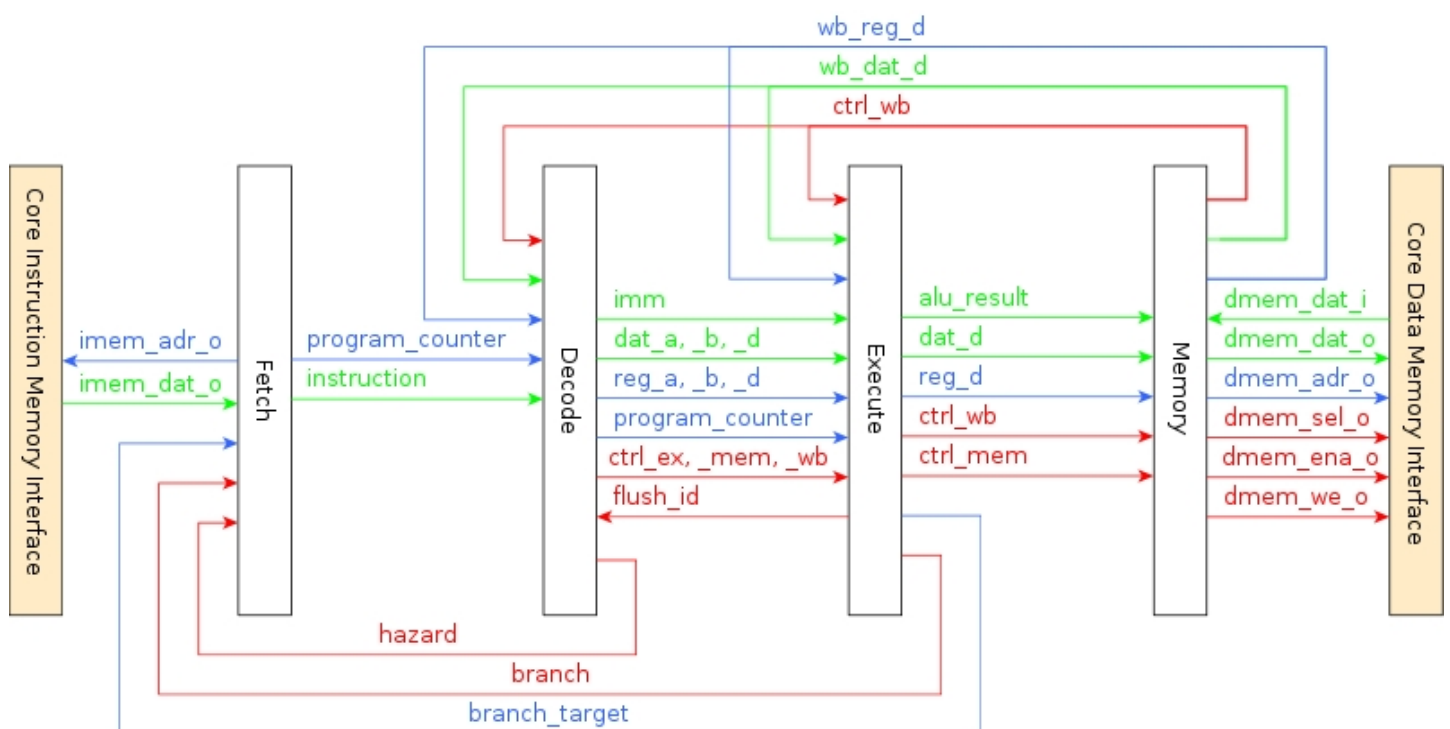 wb_reg_d
wb_dat_d
ctrl_wb
Core Instruction Memory Interface
imem_adr_o
imem_dat_o
Fetch
program_counter
instruction
Decode
imm
dat_a, _b, _d
reg_a, _b, _d
program_counter
ctrl_ex, _mem, _wb
flush_id
Execute
alu_result
dat_d
reg_d
ctrl_wb
ctrl_mem
Memory
dmem_dat_i
dmem_dat_o
dmem_adr_o
dmem_sel_o
dmem_ena_o
dmem_we_o
Core Data Memory Interface
hazard
branch
branch_target